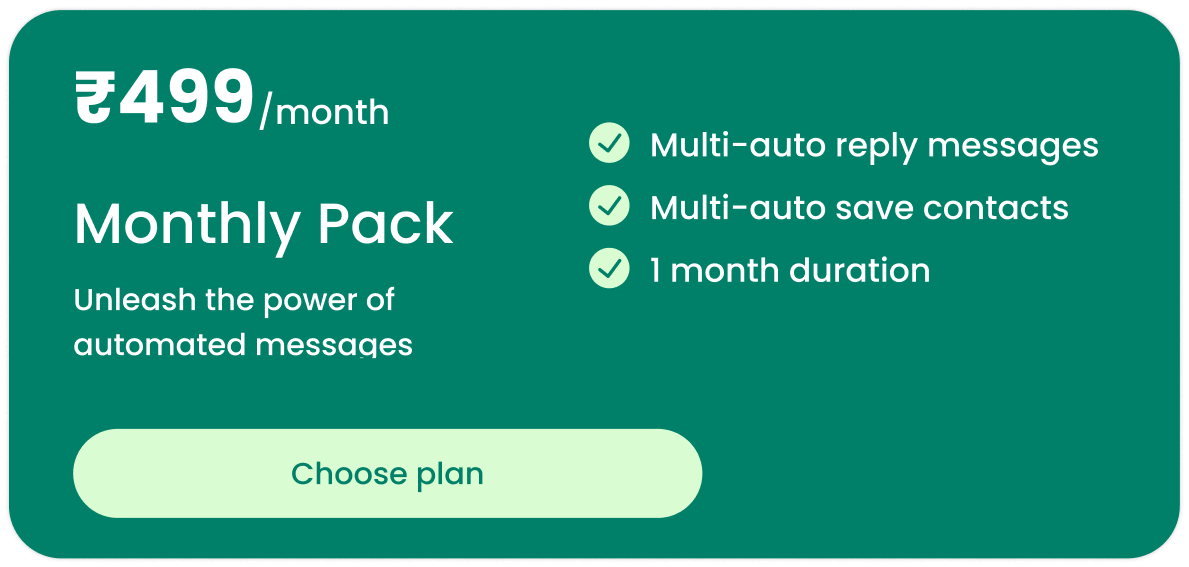 ₹499/month
Monthly Pack
Unleash the power of
automated messages
Multi-auto reply messages
Multi-auto save contacts
1 month duration
Choose plan